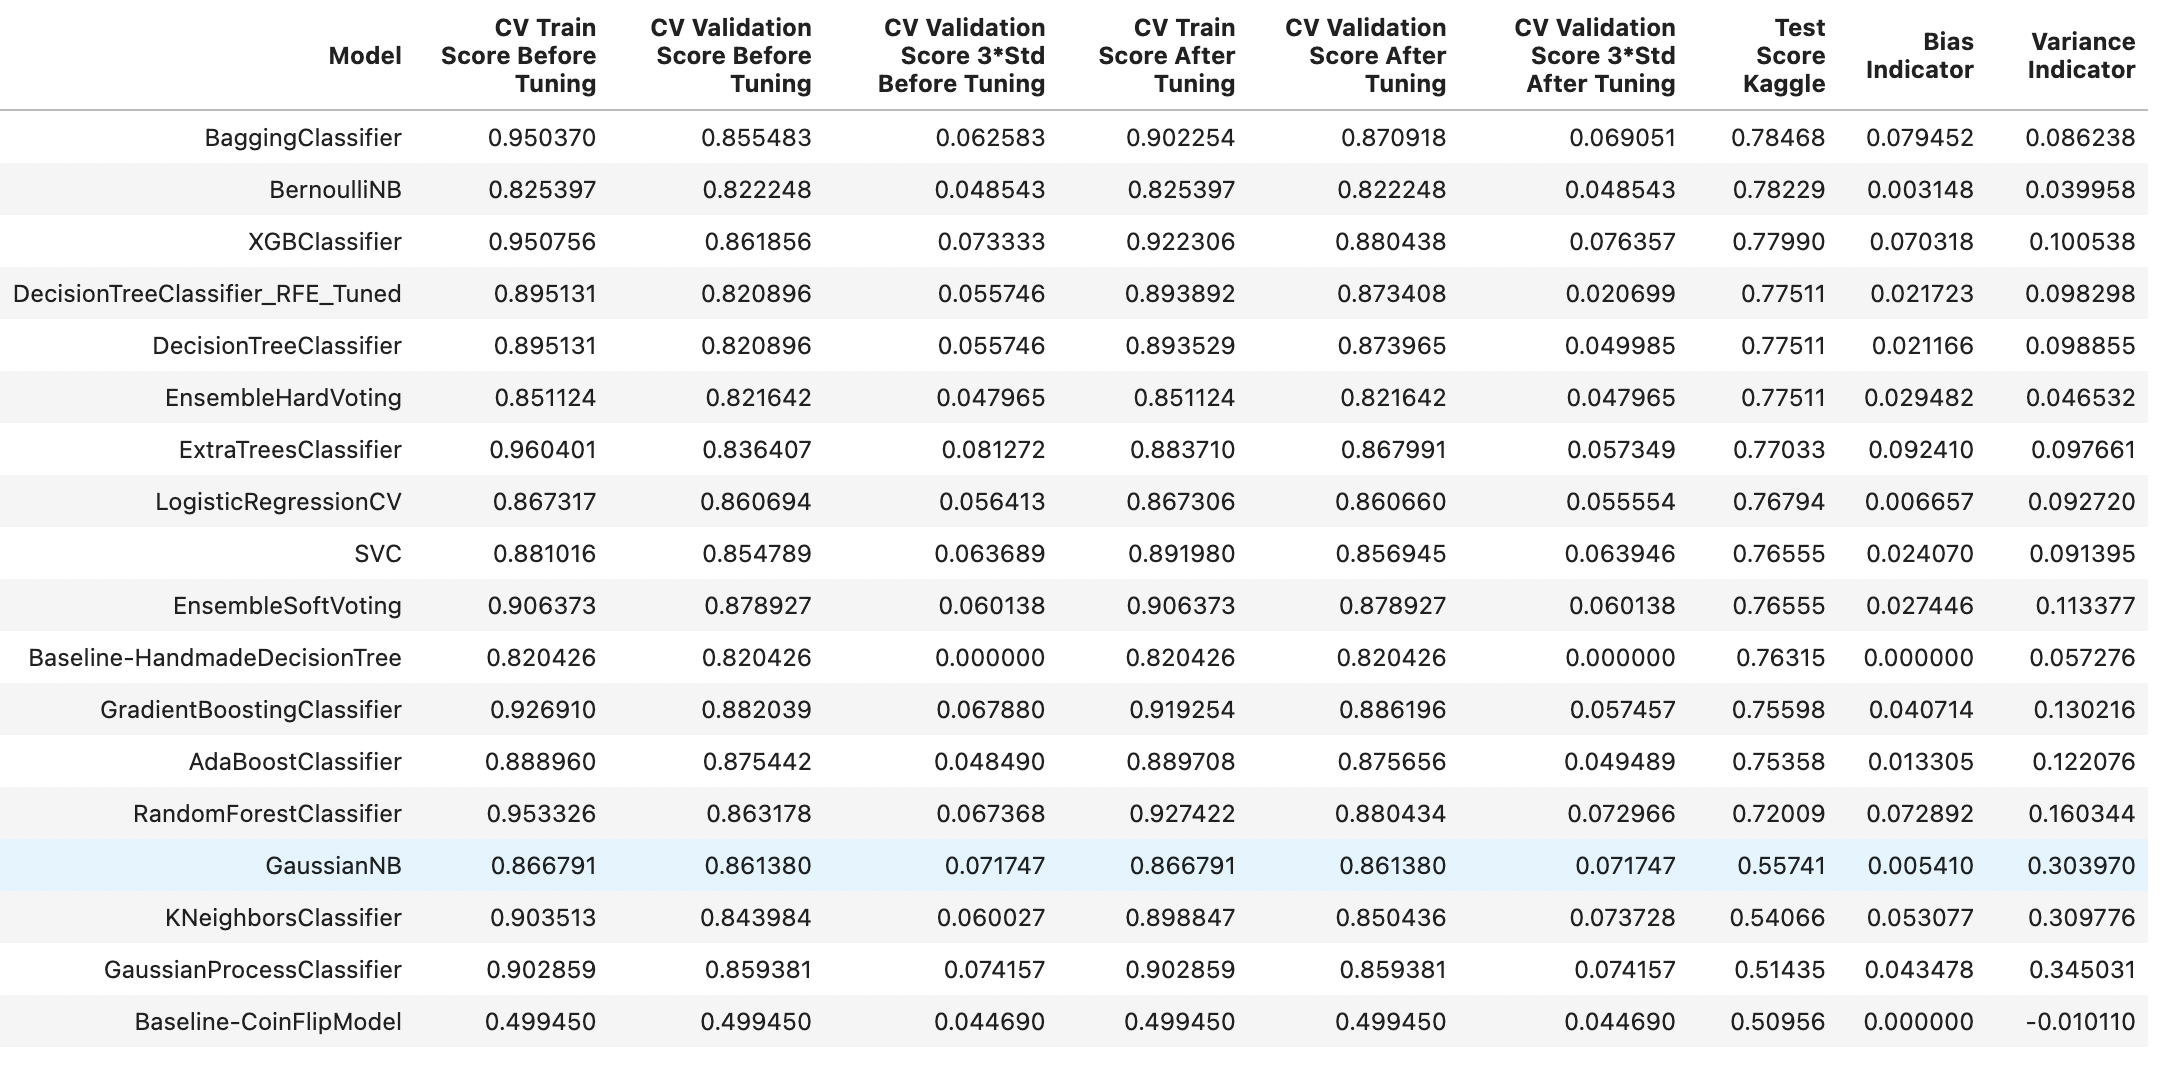 Model CV Train Score Before Tuning CV Validation Score Before Tuning CV Validation Score 3*Std Before Tuning CV Train Score After Tuning CV Validation Score After Tuning CV Validation Score 3*Std After Tuning Test Score Kaggle Bias Indicator Variance Indicator
BaggingClassifier 0.950370 0.855483 0.062583 0.902254 0.870918 0.069051 0.78468 0.079452 0.086238
BernoulliNB 0.825397 0.822248 0.048543 0.825397 0.822248 0.048543 0.78229 0.003148 0.039958
XGBClassifier 0.950756 0.861856 0.073333 0.922306 0.880438 0.076357 0.77990 0.070318 0.100538
DecisionTreeClassifier_RFE_Tuned 0.895131 0.820896 0.055746 0.893892 0.873408 0.020699 0.77511 0.021723 0.098298
DecisionTreeClassifier 0.895131 0.820896 0.055746 0.893529 0.873965 0.049985 0.77511 0.021166 0.098855
EnsembleHardVoting 0.851124 0.821642 0.047965 0.851124 0.821642 0.047965 0.77511 0.029482 0.046532
ExtraTreesClassifier 0.960401 0.836407 0.081272 0.883710 0.867991 0.057349 0.77033 0.092410 0.097661
LogisticRegressionCV 0.867317 0.860694 0.056413 0.867306 0.860660 0.055554 0.76794 0.006657 0.092720
SVC 0.881016 0.854789 0.063689 0.891980 0.856945 0.063946 0.76555 0.024070 0.091395
EnsembleSoftVoting 0.906373 0.878927 0.060138 0.906373 0.878927 0.060138 0.76555 0.027446 0.113377
Baseline-HandmadeDecisionTree 0.820426 0.820426 0.000000 0.820426 0.820426 0.000000 0.76315 0.000000 0.057276
GradientBoostingClassifier 0.926910 0.882039 0.067880 0.919254 0.886196 0.057457 0.75598 0.040714 0.130216
AdaBoostClassifier 0.888960 0.875442 0.048490 0.889708 0.875656 0.049489 0.75358 0.013305 0.122076
RandomForestClassifier 0.953326 0.863178 0.067368 0.927422 0.880434 0.072966 0.72009 0.072892 0.160344
GaussianNB 0.866791 0.861380 0.071747 0.866791 0.861380 0.071747 0.55741 0.005410 0.303970
KNeighborsClassifier 0.903513 0.843984 0.060027 0.898847 0.850436 0.073728 0.54066 0.053077 0.309776
GaussianProcessClassifier 0.902859 0.859381 0.074157 0.902859 0.859381 0.074157 0.51435 0.043478 0.345031
Baseline-CoinFlipModel 0.499450 0.499450 0.044690 0.499450 0.499450 0.044690 0.50956 0.000000 -0.010110